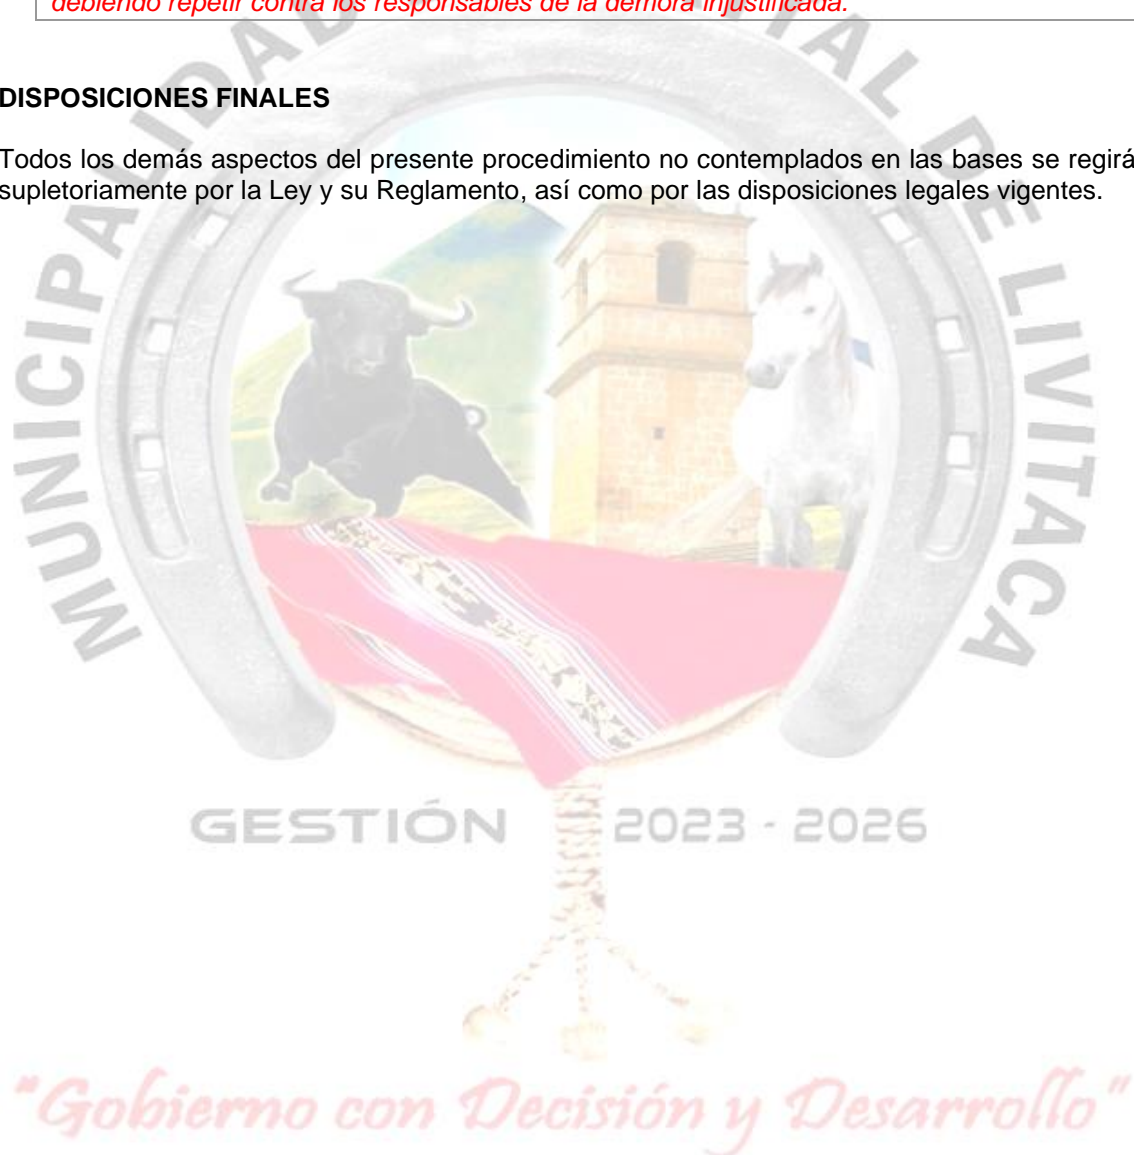 debiendo repetir contra los responsables de la demora injustificada.
DISPOSICIONES FINALES
Todos los demás aspectos del presente procedimiento no contemplados en las bases se regirá
supletoriamente por la Ley y su Reglamento, así como por las disposiciones legales vigentes.
MUNICIPALIDAD TAL DE LIVITACA
GESTIÓN 2023 - 2026
"Gobierno con Decisión y Desarrollo"